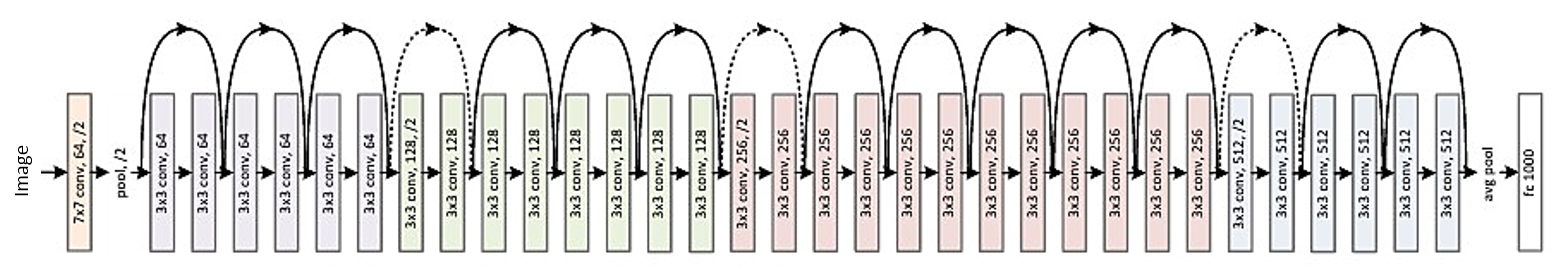 Image
7x7 conv, 64, /2
pool, /2
3x3 conv, 64
3x3 conv, 64
3x3 conv, 64
3x3 conv, 64
3x3 conv, 64
3x3 conv, 64
3x3 conv, 128, /2
3x3 conv, 128
3x3 conv, 128
3x3 conv, 128
3x3 conv, 128
3x3 conv, 128
3x3 conv, 128
3x3 conv, 128
3x3 conv, 256, /2
3x3 conv, 256
3x3 conv, 256
3x3 conv, 256
3x3 conv, 256
3x3 conv, 256
3x3 conv, 256
3x3 conv, 256
3x3 conv, 256
3x3 conv, 256
3x3 conv, 256
3x3 conv, 256
3x3 conv, 512, /2
3x3 conv, 512
3x3 conv, 512
3x3 conv, 512
3x3 conv, 512
3x3 conv, 512
avg pool
fc 1000